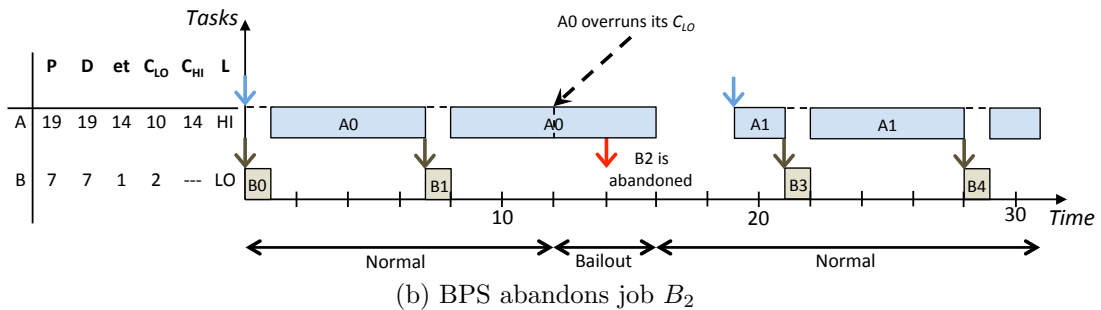 Tasks
A0 overruns its C_LO
P D et C_LO C_HI L
A 19 19 14 10 14 HI
A0 A0 A1 A1
B 7 7 1 2 --- LO
B0 B1 B2 is abandoned B3 B4
10 20 30 Time
Normal Bailout Normal
(b) BPS abandons job B_2